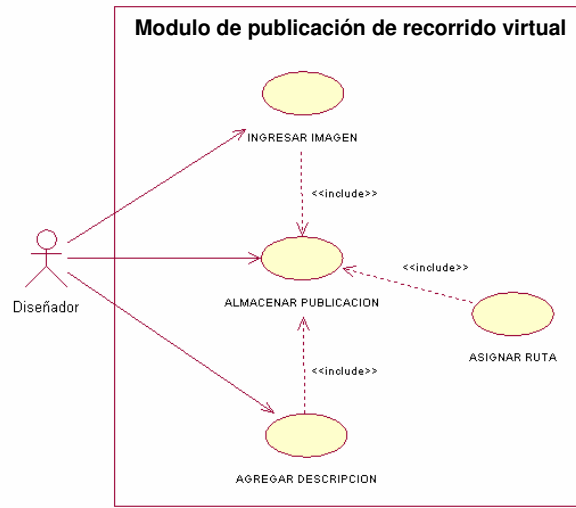 Modulo de publicación de recorrido virtual
INGRESAR IMAGEN
<<include>>
<<include>>
Diseñador
ALMACENAR PUBLICACION
ASIGNAR RUTA
<<include>>
AGREGAR DESCRIPCION